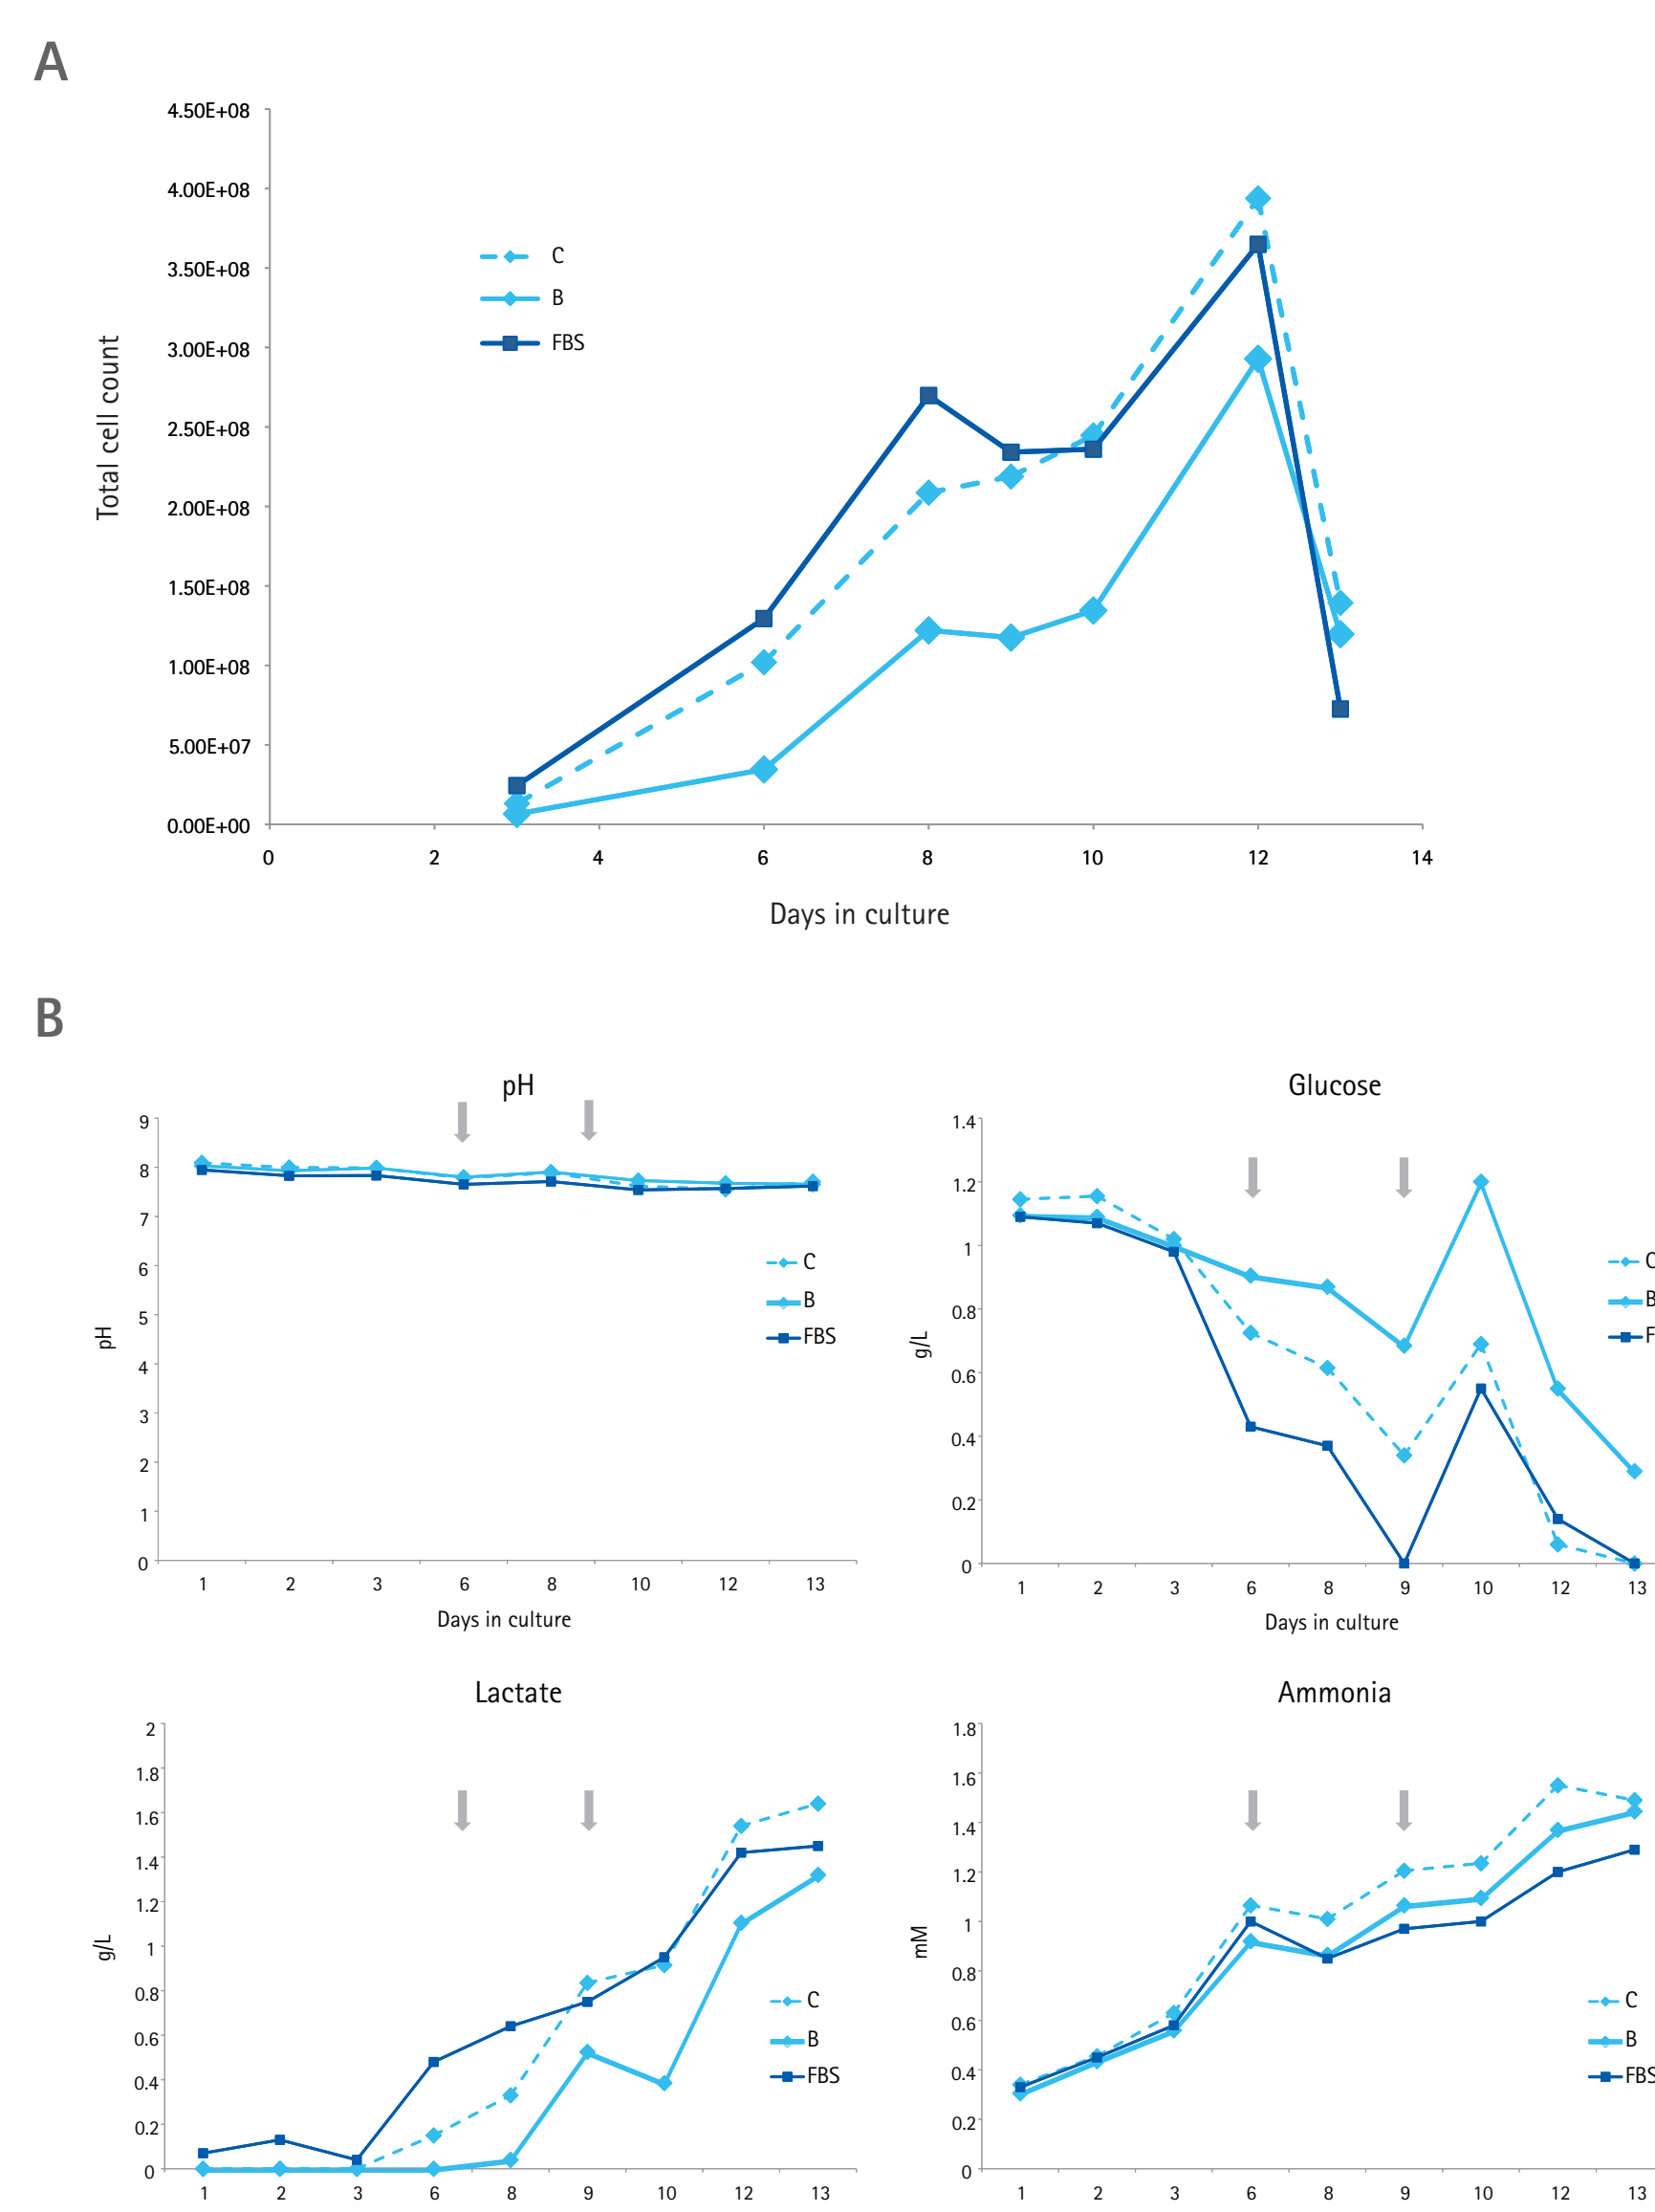 A
4.50E+08
4.00E+08
3.50E+08
3.00E+08
2.50E+08
2.00E+08
1.50E+08
1.00E+08
5.00E+07
0.00E+00
Total cell count
C
B
FBS
0 2 4 6 8 10 12 14
Days in culture
B
pH
9
8
7
6
5
4
3
2
1
0
pH
C
B
FBS
1 2 3 6 8 10 12 13
Days in culture
Glucose
1.4
1.2
1
0.8
0.6
0.4
0.2
0
g/L
C
B
F
1 2 3 6 8 9 10 12 13
Days in culture
Lactate
2
1.8
1.6
1.4
1.2
1
0.8
0.6
0.4
0.2
0
g/L
C
B
FBS
1 2 3 6 8 9 10 12 13
Ammonia
1.8
1.6
1.4
1.2
1
0.8
0.6
0.4
0.2
0
mM
C
B
FBS
1 2 3 6 8 9 10 12 13